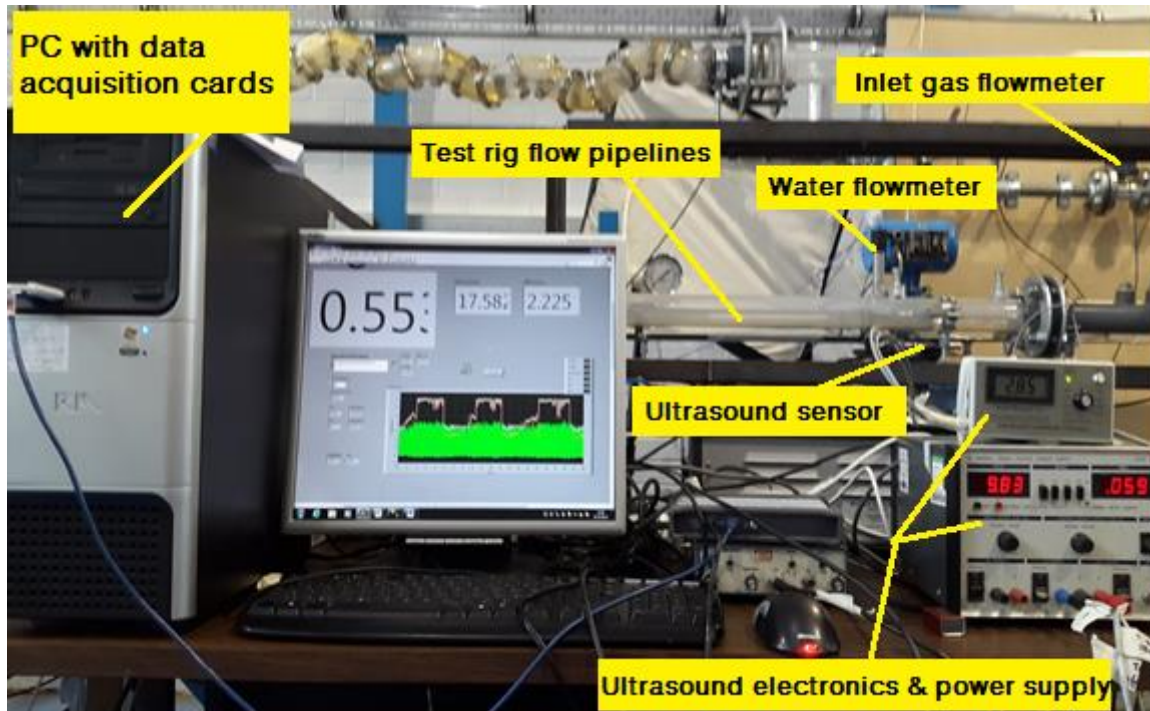 PC with data
acquisition cards
Inlet gas flowmeter
Test rig flow pipelines
Water flowmeter
0.55
17.58
2.225
Ultrasound sensor
285
9.83
.059
Ultrasound electronics & power supply